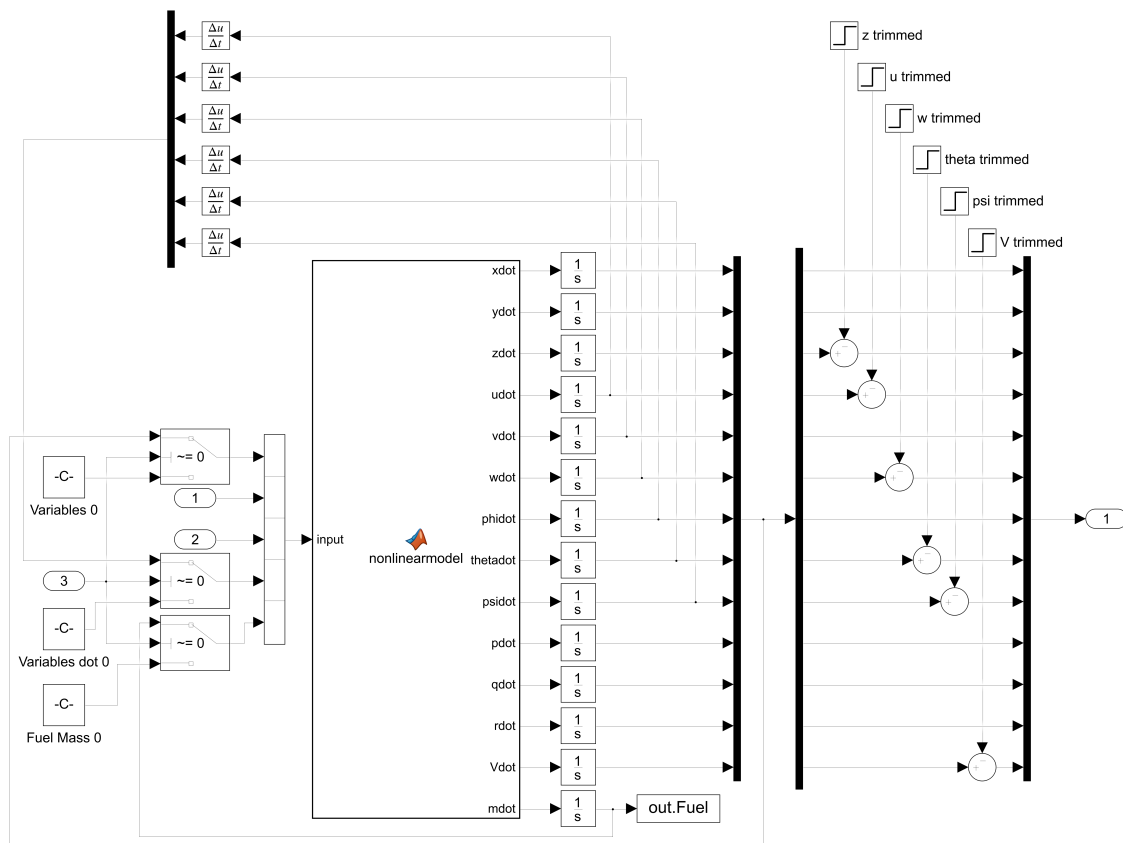 z trimmed
Δu
Δt
u trimmed
Δu
Δt
w trimmed
Δu
Δt
theta trimmed
Δu
Δt
psi trimmed
Δu
Δt
V trimmed
Δu
Δt
xdot
1
s
ydot
1
s
zdot
1
s
udot
1
s
vdot
1
s
~= 0
-C-
Variables 0
wdot
1
s
1
phidot
1
s
1
2
input
nonlinearmodel
thetadot
1
s
3
~= 0
psidot
1
s
-C-
~= 0
pdot
1
s
Variables dot 0
qdot
1
s
-C-
Fuel Mass 0
rdot
1
s
Vdot
1
s
mdot
1
s
out.Fuel